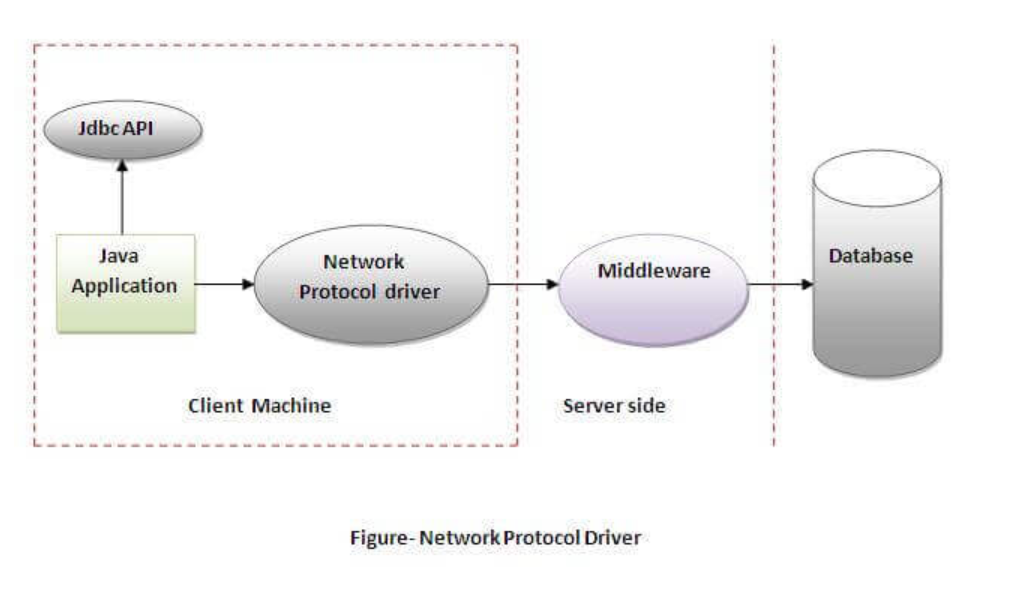 Jdbc API
Java
Application
Network
Protocol driver
Middleware
Database
Client Machine
Server side
Figure- Network Protocol Driver